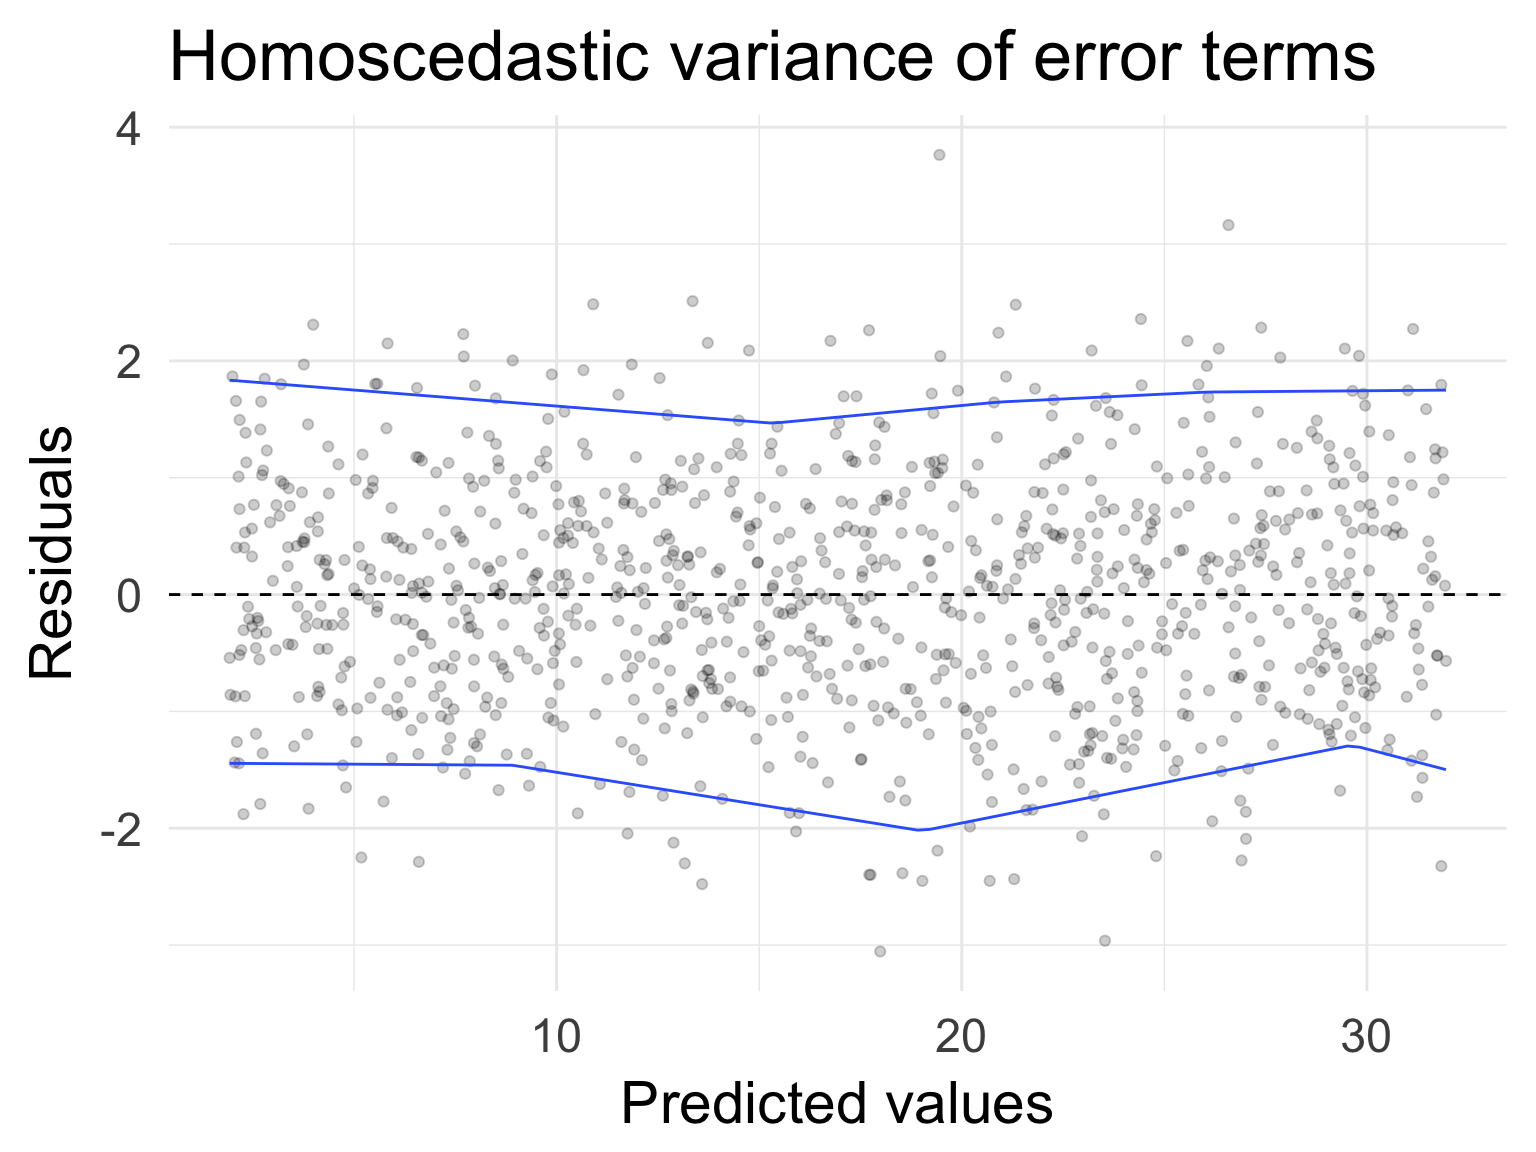 Homoscedastic variance of error terms
4
2
0
-2
Residuals
10 20 30
Predicted values